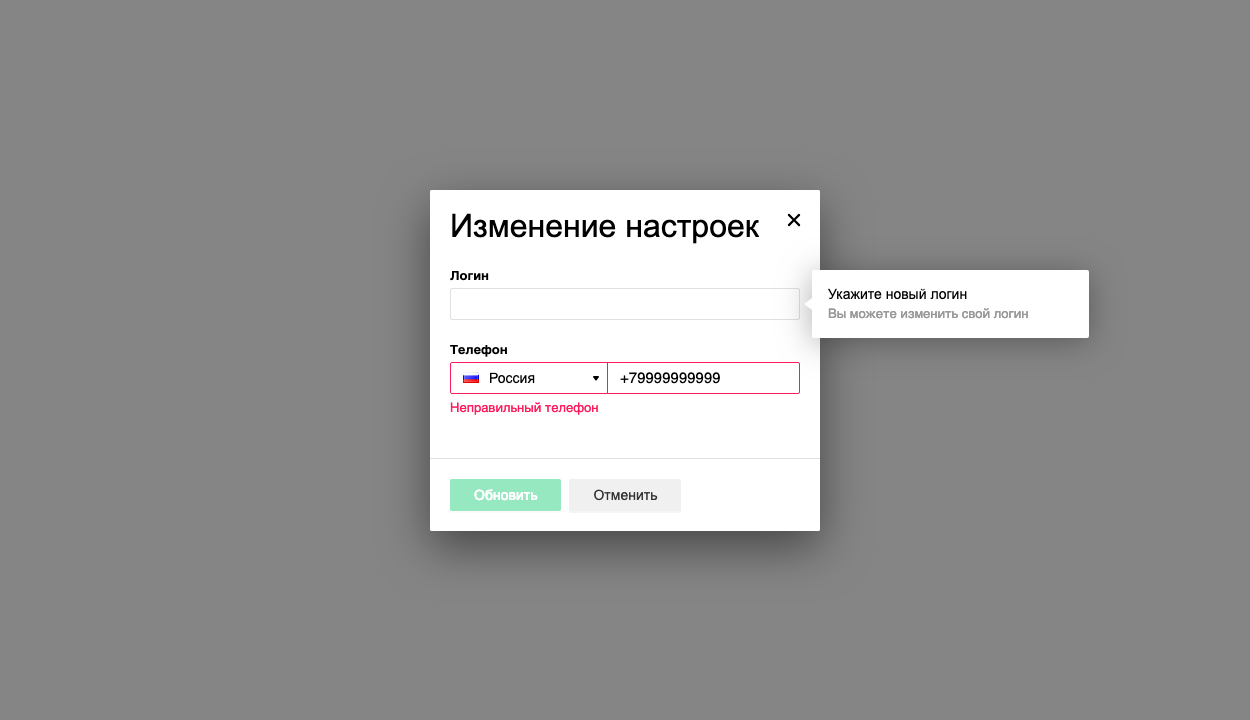 Изменение настроек
Логин
Укажите новый логин
Вы можете изменить свой логин
Телефон
Россия
+79999999999
Неправильный телефон
Обновить
Отменить